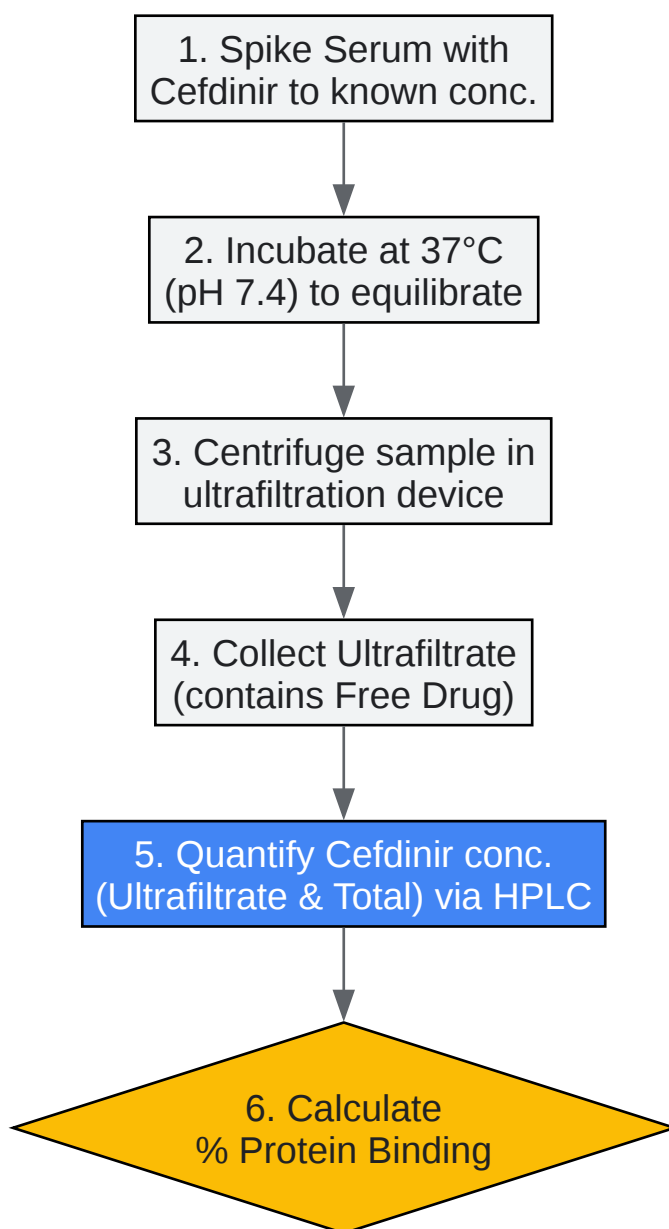 1. Spike Serum with
Cefdinir to known conc.
2. Incubate at 37°C
(pH 7.4) to equilibrate
3. Centrifuge sample in
ultrafiltration device
4. Collect Ultrafiltrate
(contains Free Drug)
5. Quantify Cefdinir conc.
(Ultrafiltrate & Total) via HPLC
6. Calculate
% Protein Binding